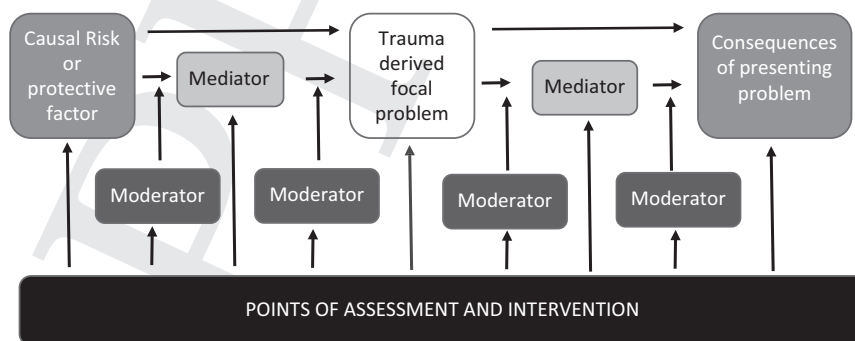 Causal Risk
or
protective
factor
Mediator
Trauma
derived
focal
problem
Mediator
Consequences
of presenting
problem
Moderator
Moderator
Moderator
Moderator
POINTS OF ASSESSMENT AND INTERVENTION